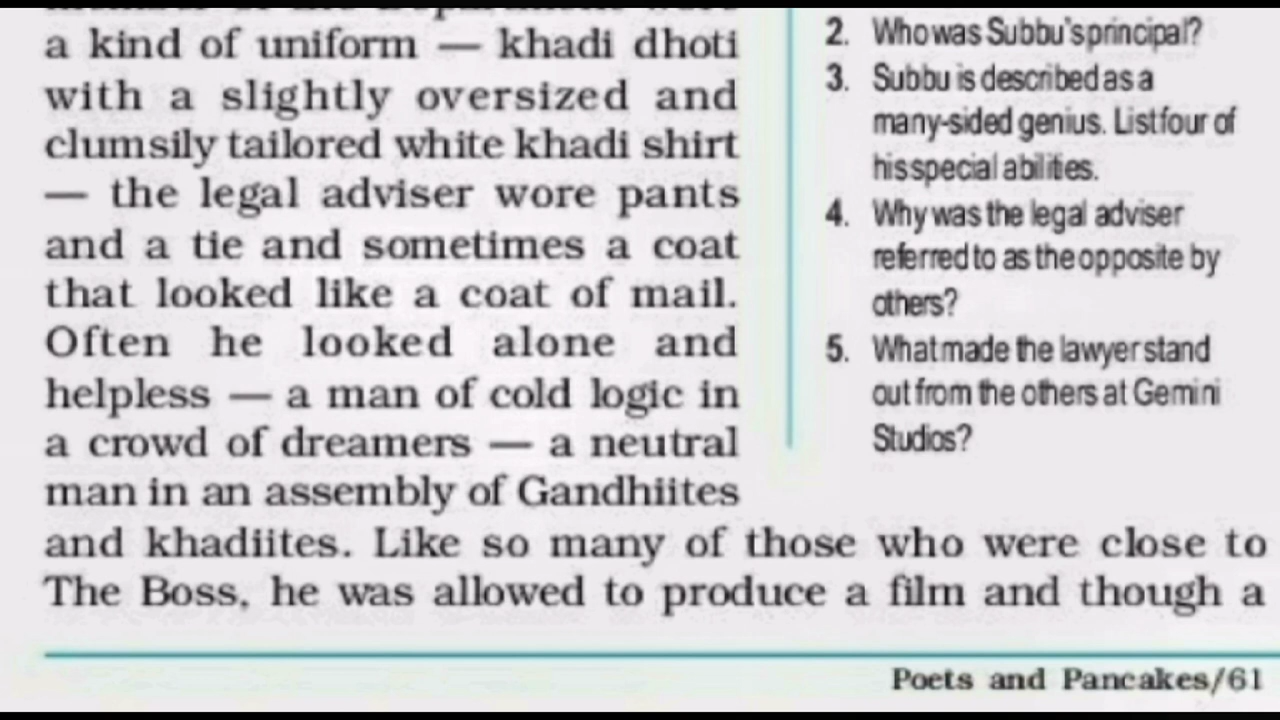 a kind of uniform — khadi dhoti
with a slightly oversized and
clumsily tailored white khadi shirt
— the legal adviser wore pants
and a tie and sometimes a coat
that looked like a coat of mail.
Often he looked alone and
helpless — a man of cold logic in
a crowd of dreamers — a neutral
man in an assembly of Gandhiites
and khadiites. Like so many of those who were close to
The Boss, he was allowed to produce a film and though a
2. Who was Subbu's principal?
3. Subbu is described as a
many-sided genius. List four of
his special abilities.
4. Why was the legal adviser
referred to as the opposite by
others?
5. What made the lawyer stand
out from the others at Gemini
Studios?
Poets and Pancakes/61